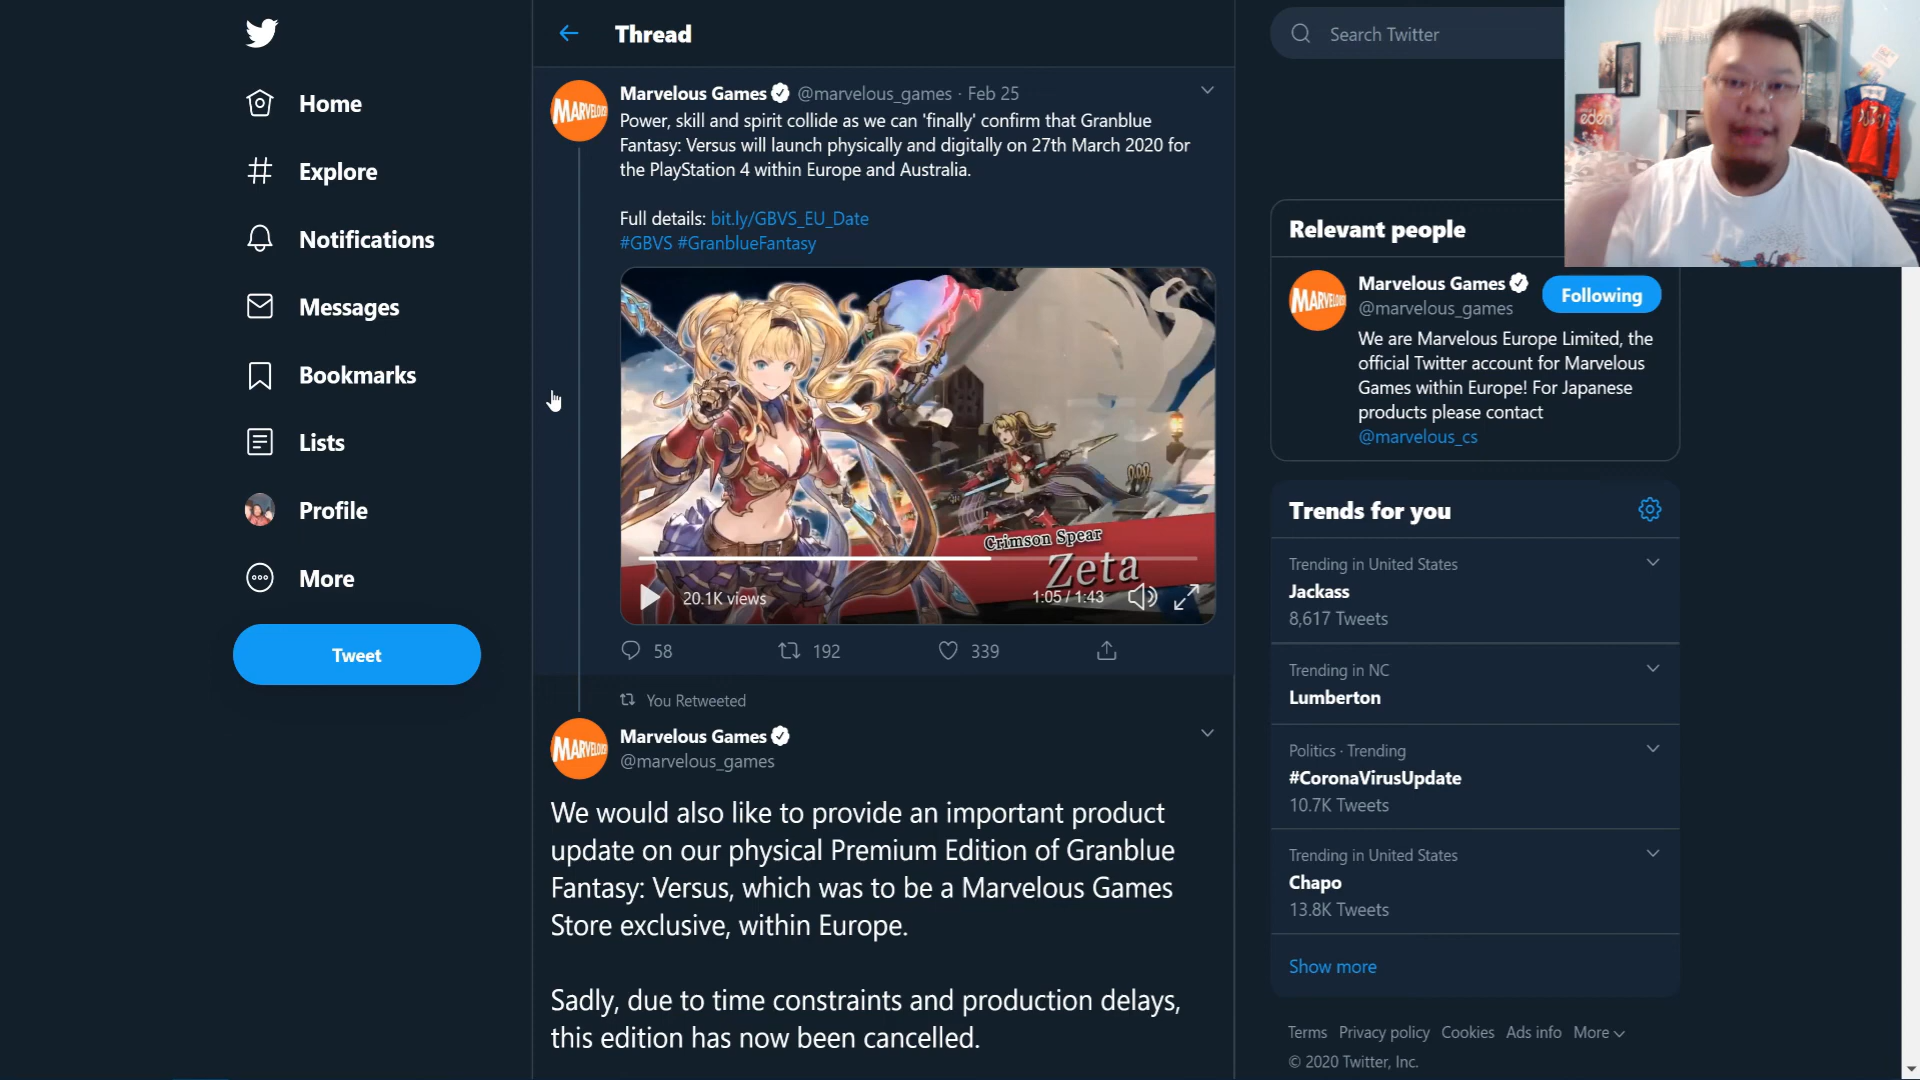 Home
Explore
Notifications
Messages
Bookmarks
Lists
Profile
More
Tweet
Thread
MARVELOUS
Marvelous Games @marvelous_games · Feb 25
Power, skill and spirit collide as we can 'finally' confirm that Granblue
Fantasy: Versus will launch physically and digitally on 27th March 2020 for
the PlayStation 4 within Europe and Australia.
Full details: bit.ly/GBVS_EU_Date
#GBVS #GranblueFantasy
Crimson Spear
Zeta
20.1K views
1:05 / 1:43
58
192
339
You Retweeted
MARVELOUS
Marvelous Games
@marvelous_games
We would also like to provide an important product
update on our physical Premium Edition of Granblue
Fantasy: Versus, which was to be a Marvelous Games
Store exclusive, within Europe.
Sadly, due to time constraints and production delays,
this edition has now been cancelled.
Search Twitter
eden
Relevant people
MARVELOUS
Marvelous Games
@marvelous_games
Following
We are Marvelous Europe Limited, the
official Twitter account for Marvelous
Games within Europe! For Japanese
products please contact
@marvelous_cs
Trends for you
Trending in United States
Jackass
8,617 Tweets
Trending in NC
Lumberton
Politics · Trending
#CoronaVirusUpdate
10.7K Tweets
Trending in United States
Chapo
13.8K Tweets
Show more
Terms Privacy policy Cookies Ads info More
© 2020 Twitter, Inc.